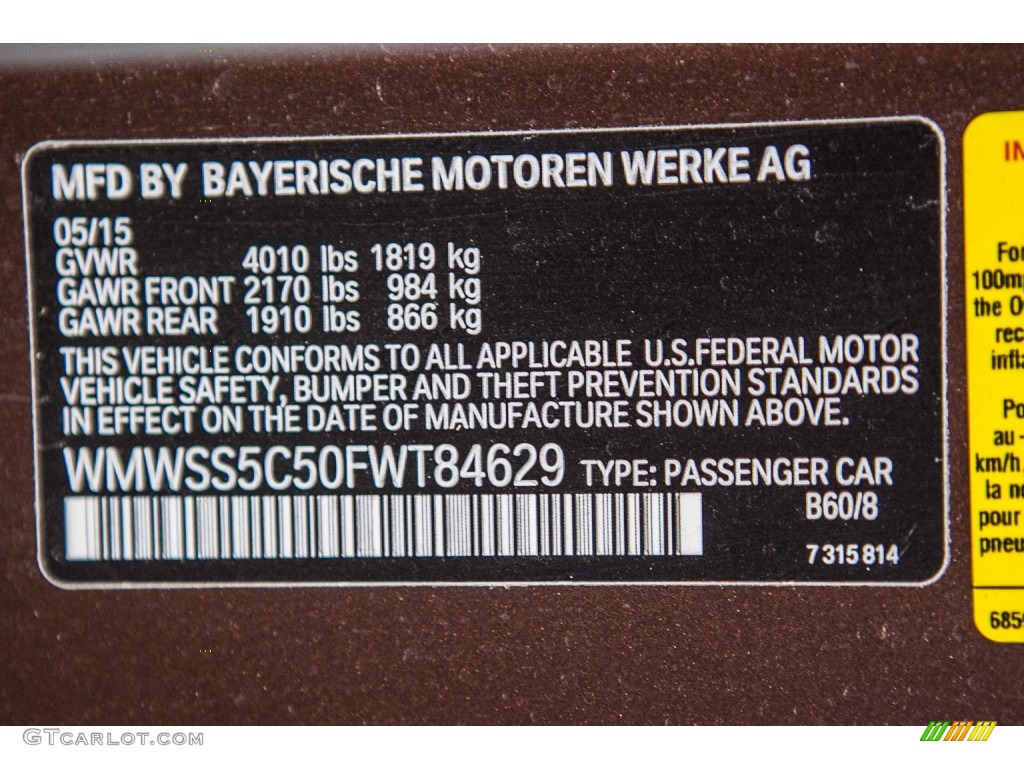 MFD BY BAYERISCHE MOTOREN WERKE AG
05/15
GVWR 4010 lbs 1819 kg
GAWR FRONT 2170 lbs 984 kg
GAWR REAR 1910 lbs 866 kg
THIS VEHICLE CONFORMS TO ALL APPLICABLE U.S.FEDERAL MOTOR
VEHICLE SAFETY, BUMPER AND THEFT PREVENTION STANDARDS
IN EFFECT ON THE DATE OF MANUFACTURE SHOWN ABOVE.
WMWSS5C50FWT84629 TYPE: PASSENGER CAR
B60/8
7 315 814
100m
the
au -
km/h
la
pour
GTCARLOT.COM